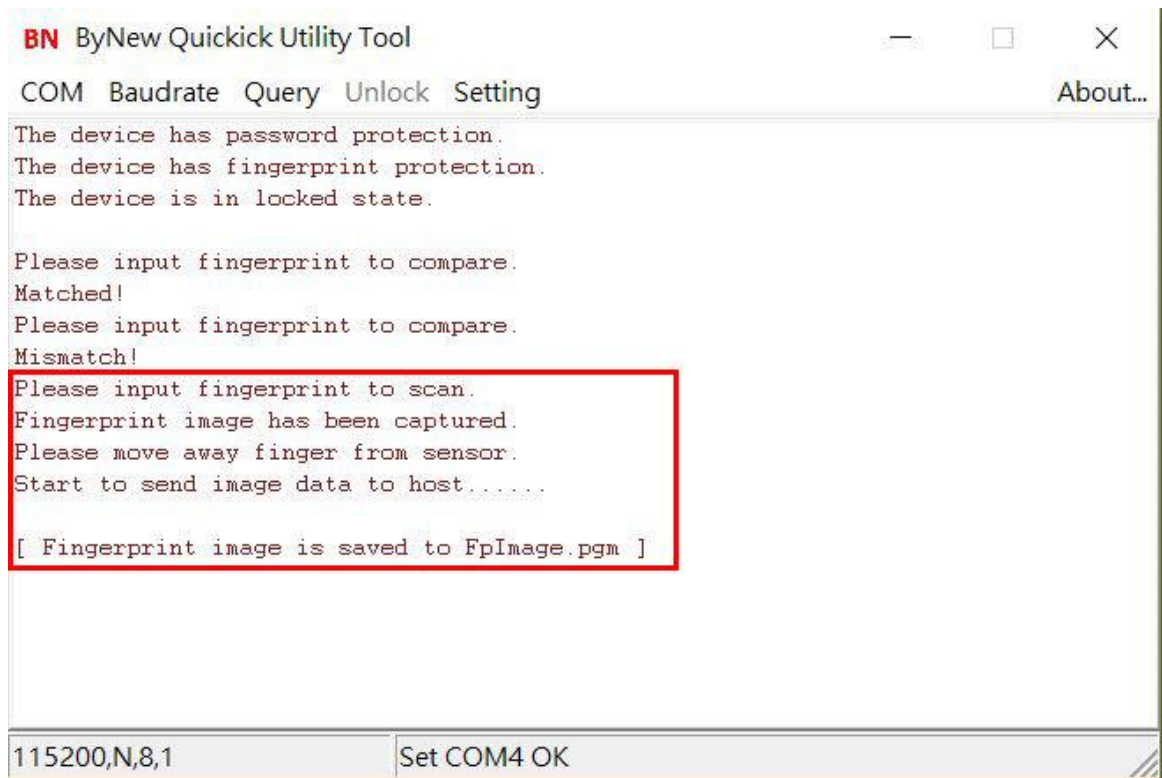 BN ByNew Quickick Utility Tool
COM Baudrate Query Unlock Setting About...
The device has password protection.
The device has fingerprint protection.
The device is in locked state.
Please input fingerprint to compare.
Matched!
Please input fingerprint to compare.
Mismatch!
Please input fingerprint to scan.
Fingerprint image has been captured.
Please move away finger from sensor.
Start to send image data to host......
[ Fingerprint image is saved to FpImage.pgm ]
115200,N,8,1 Set COM4 OK